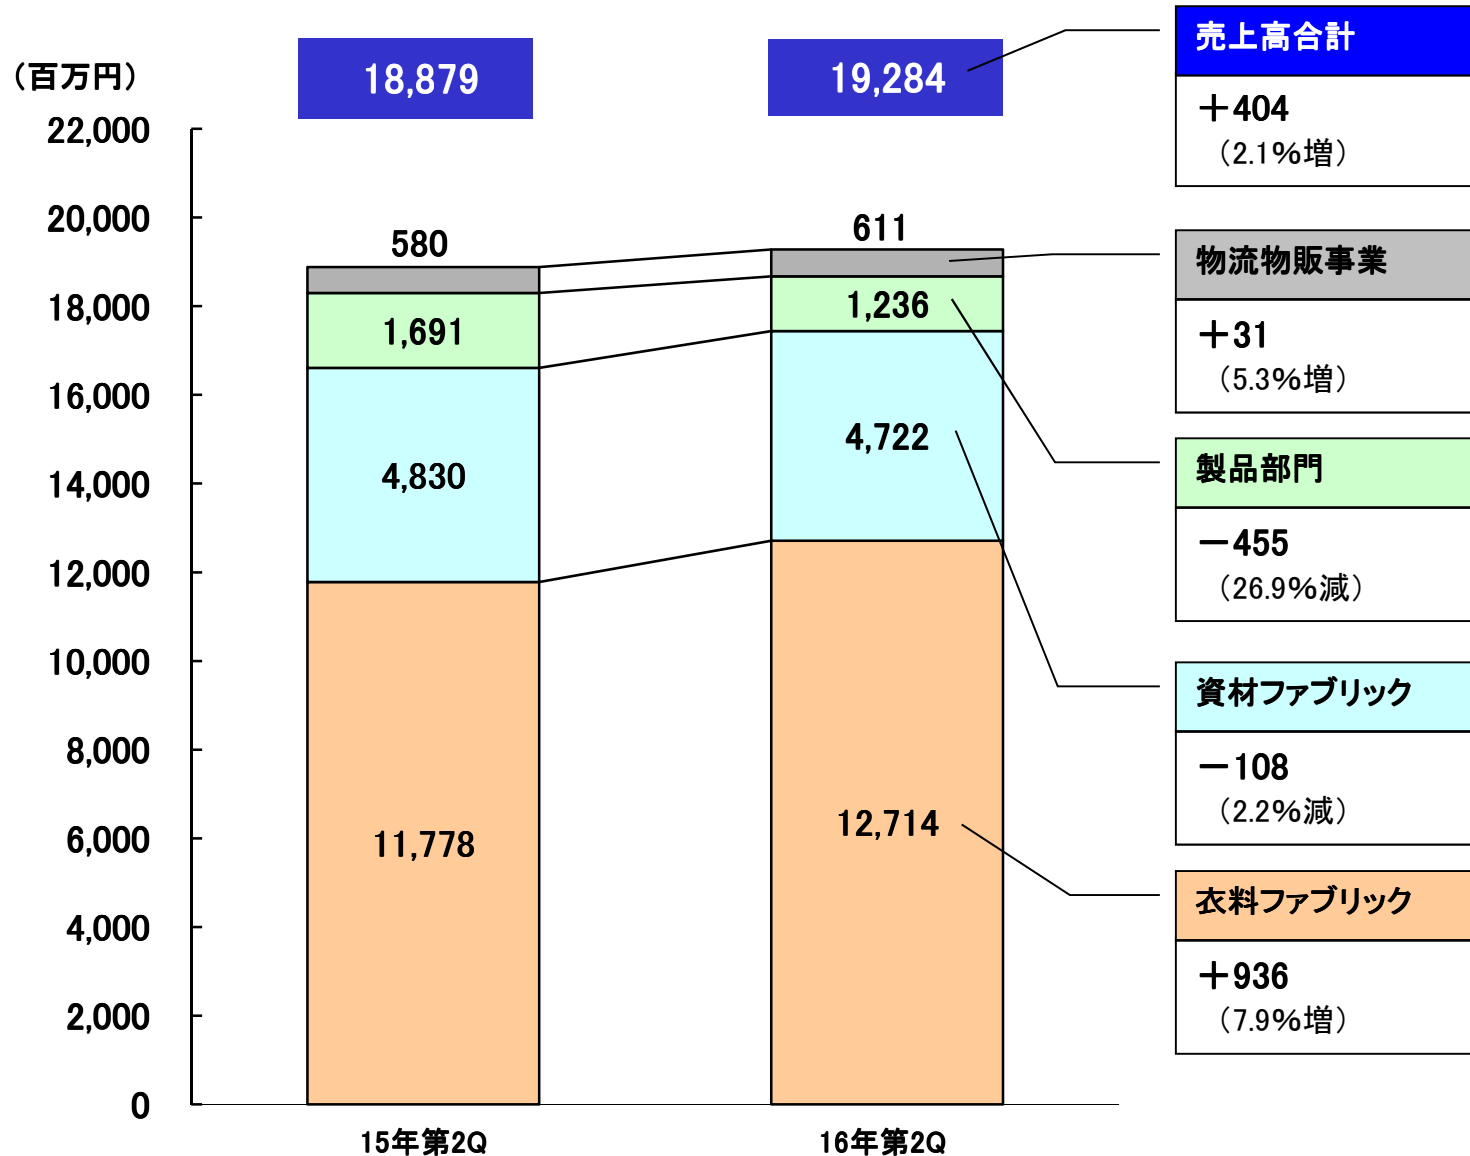 （百万円）
18,879
19,284
22,000
20,000
18,000
16,000
14,000
12,000
10,000
8,000
6,000
4,000
2,000
0
580
1,691
4,830
11,778
15年第2Q
611
1,236
4,722
12,714
16年第2Q
売上高合計
＋404
（2.1％増）
物流物販事業
＋31
（5.3％増）
製品部門
－455
（26.9％減）
資材ファブリック
－108
（2.2％減）
衣料ファブリック
＋936
（7.9％増）